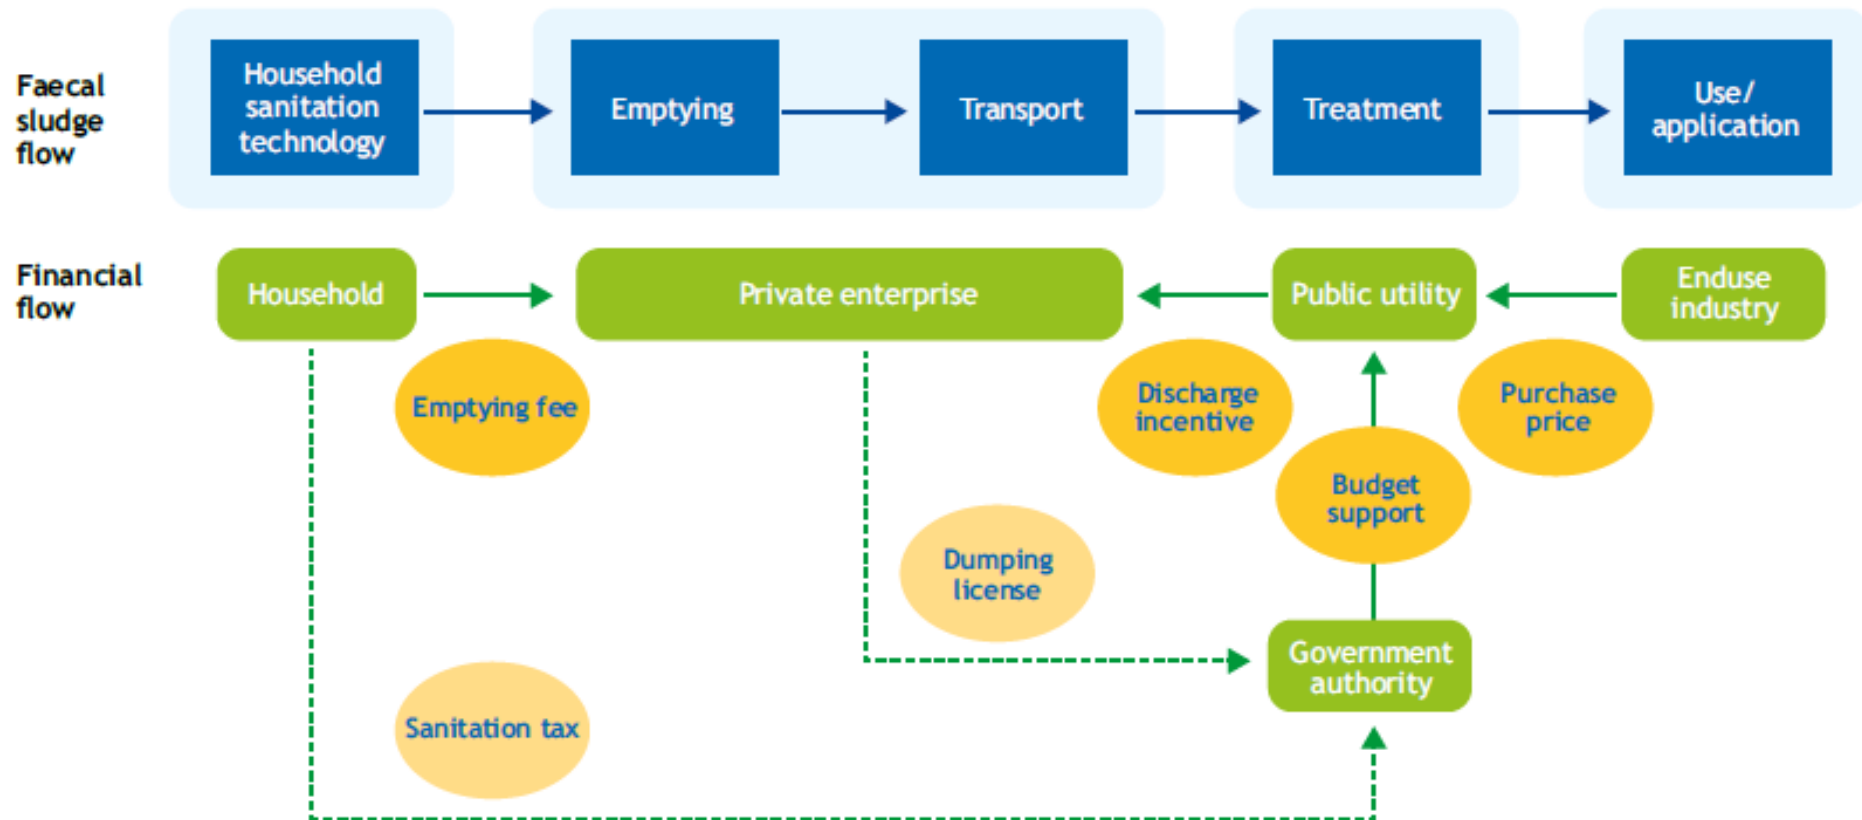 Faecal
sludge
flow
Household
sanitation
technology
Emptying
Transport
Treatment
Use/
application
Financial
flow
Household
Private enterprise
Public utility
Enduse
industry
Emptying fee
Discharge
incentive
Purchase
price
Budget
support
Dumping
license
Government
authority
Sanitation tax